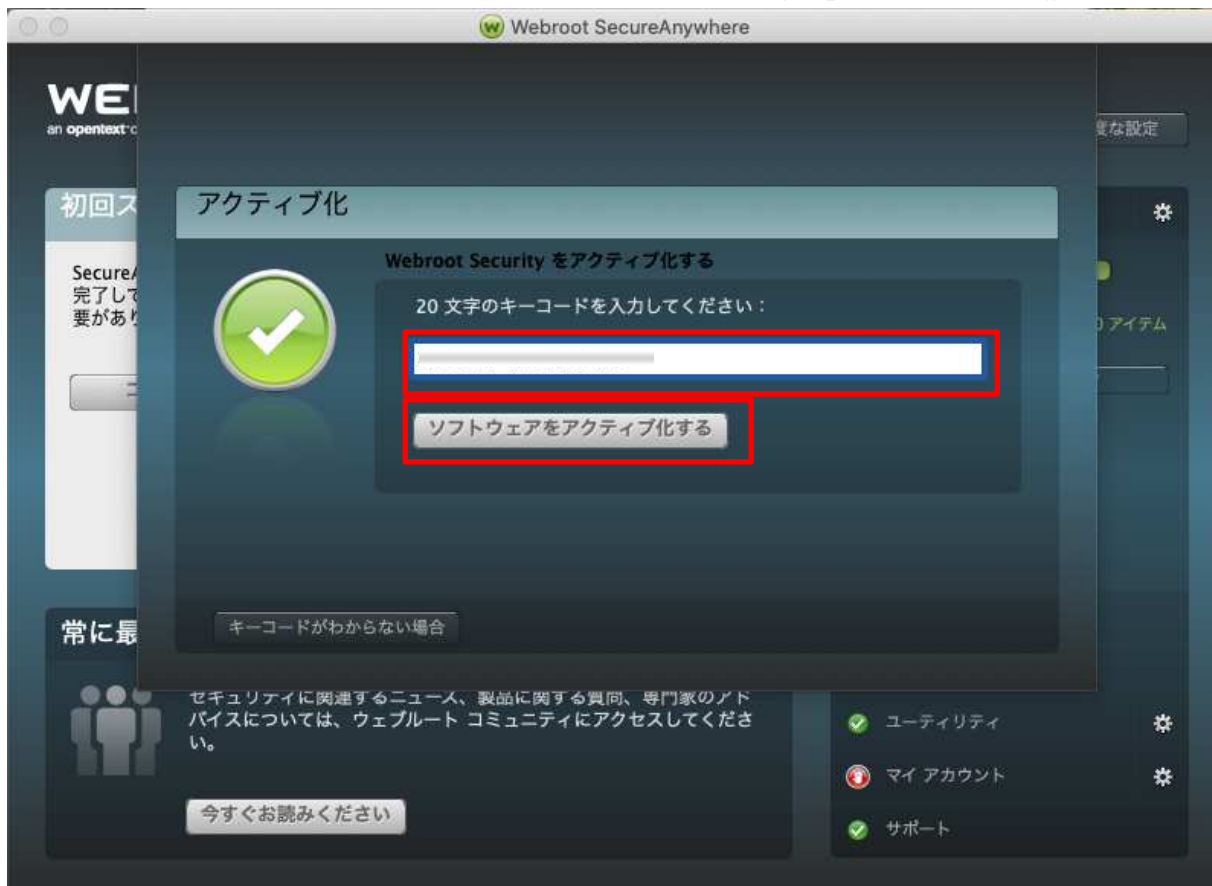 Webroot SecureAnywhere
WE
an opentext
度な設定
初回ス
アクティブ化
Webroot Security をアクティブ化する
Secure
完了して
要があり
20 文字のキーコードを入力してください：
アイテム
ソフトウェアをアクティブ化する
キーコードがわからない場合
常に最
セキュリティに関連するニュース、製品に関する質問、専門家のアド
バイスについては、ウェブルート コミュニティにアクセスしてくださ
い。
今すぐお読みください
ユーティリティ
マイ アカウント
サポート